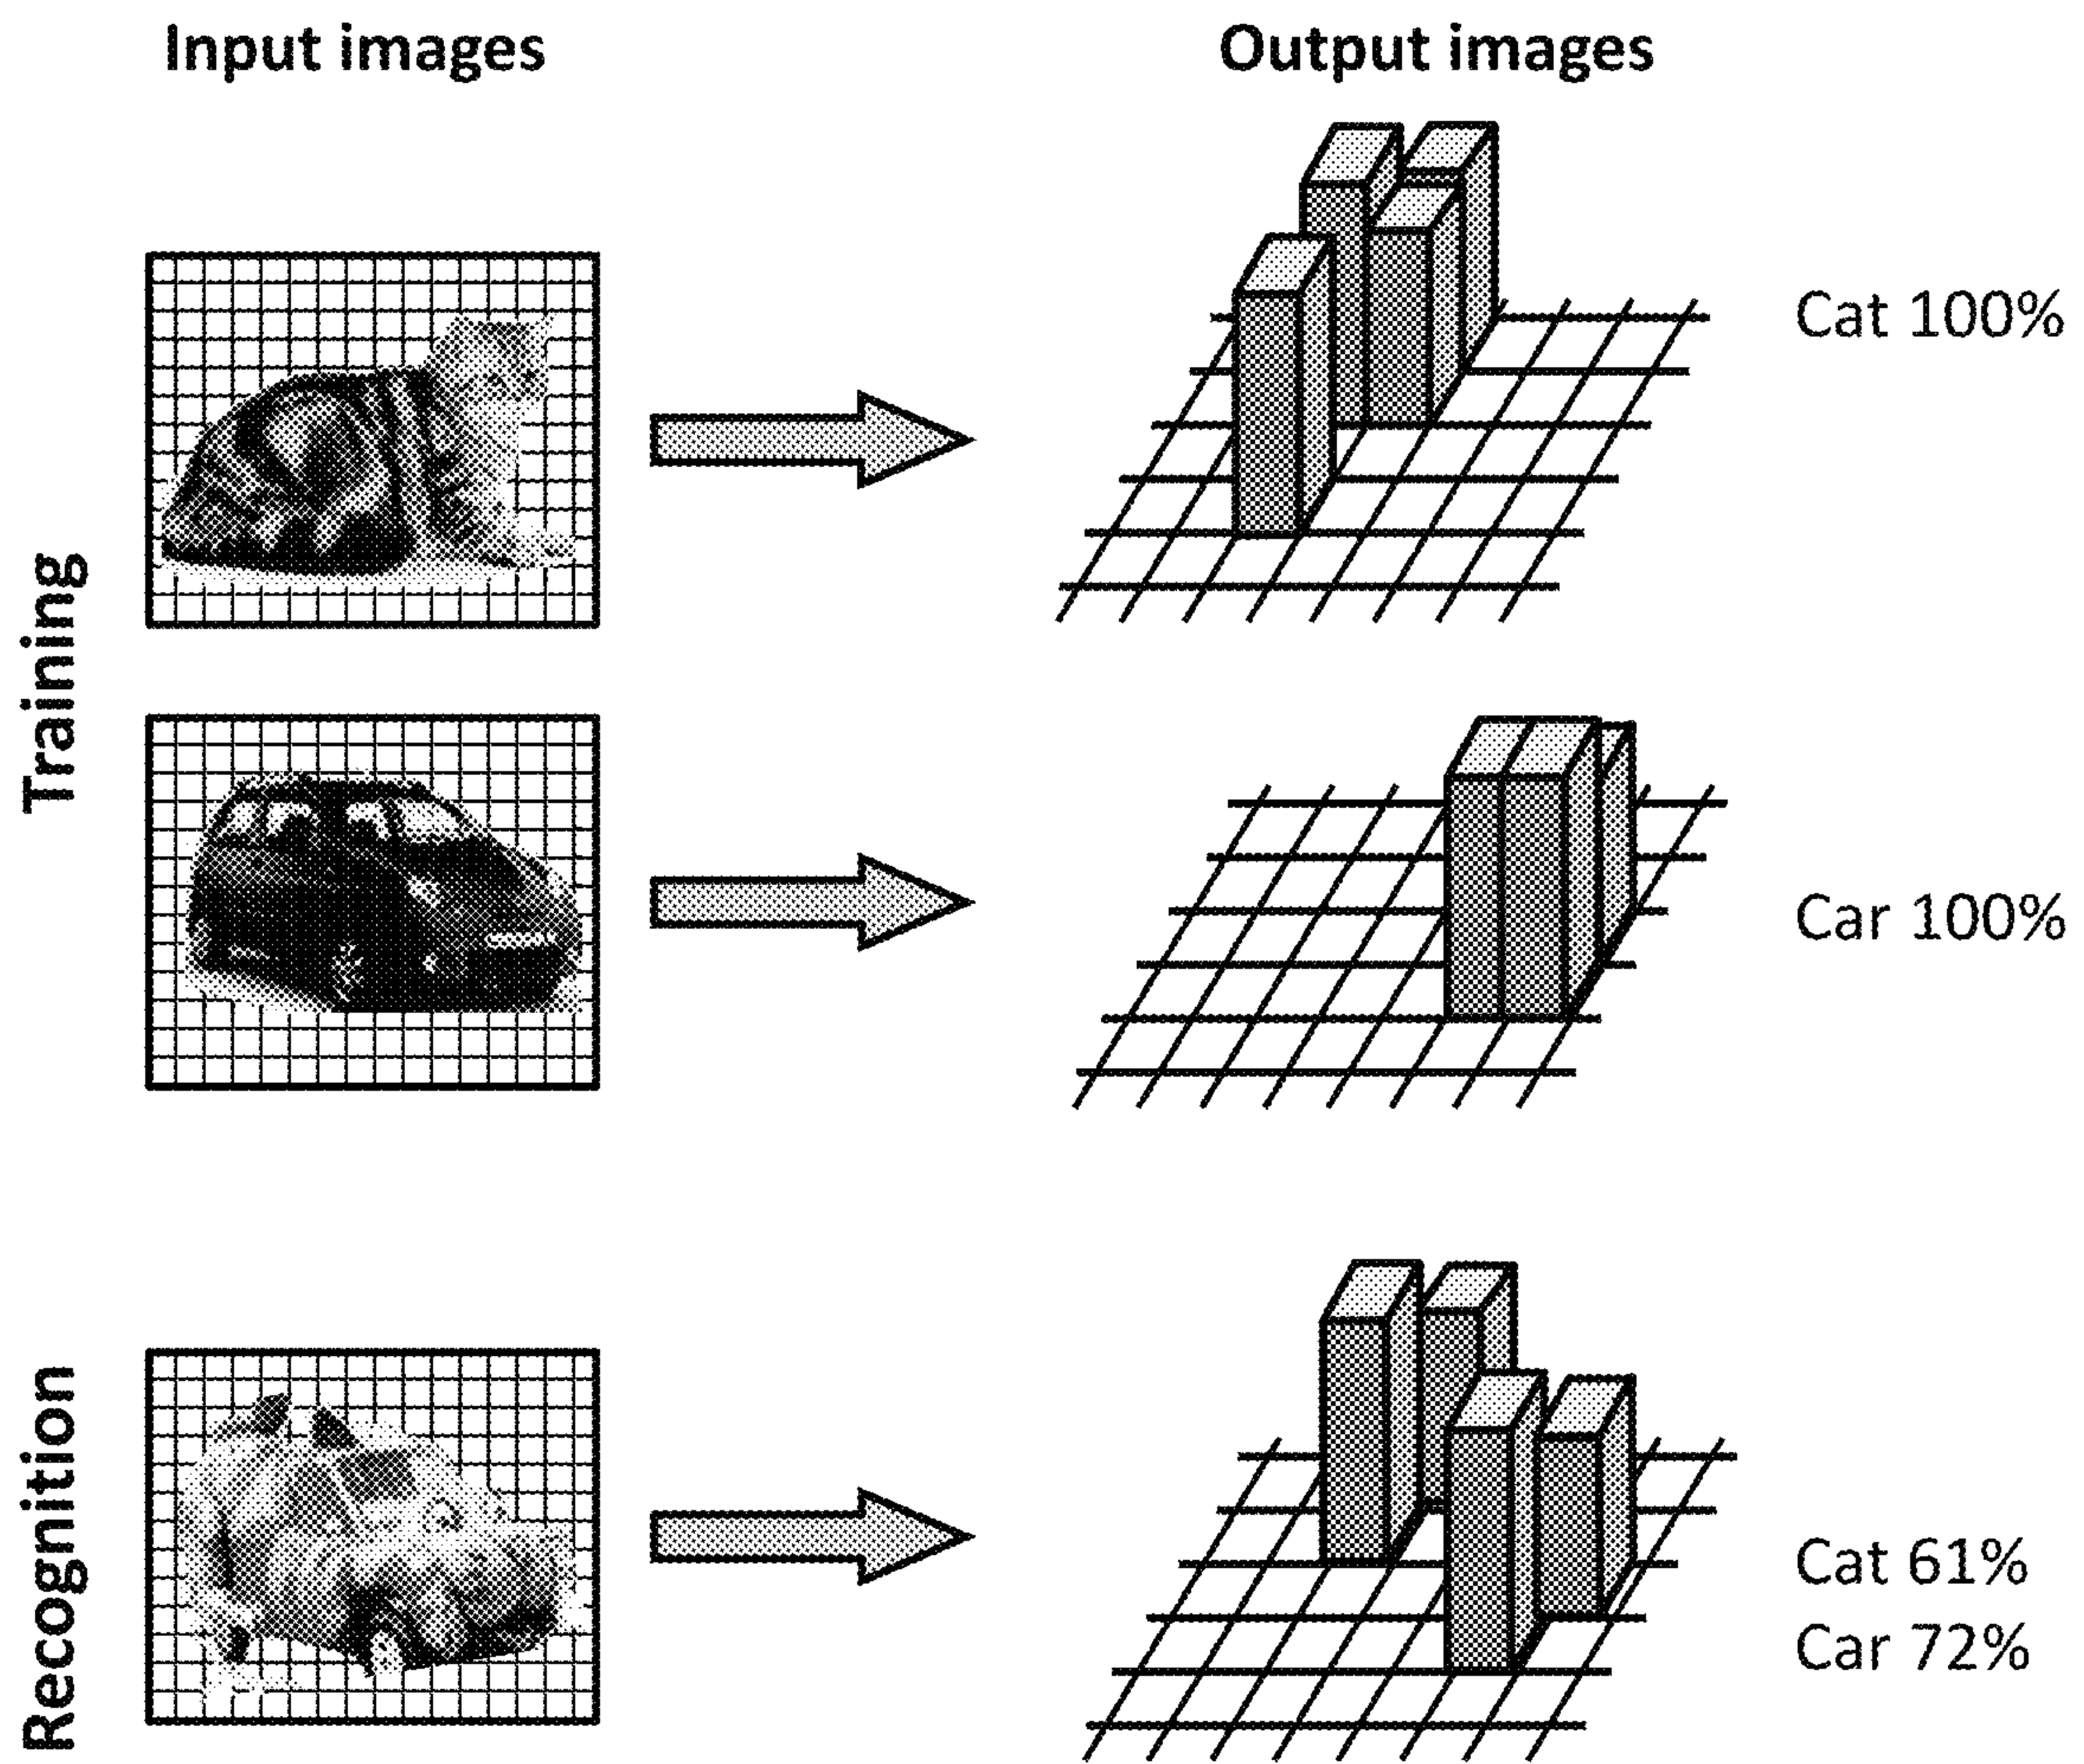 Input images
Output images
Training
Cat 100%
Car 100%
Recognition
Cat 61%
Car 72%